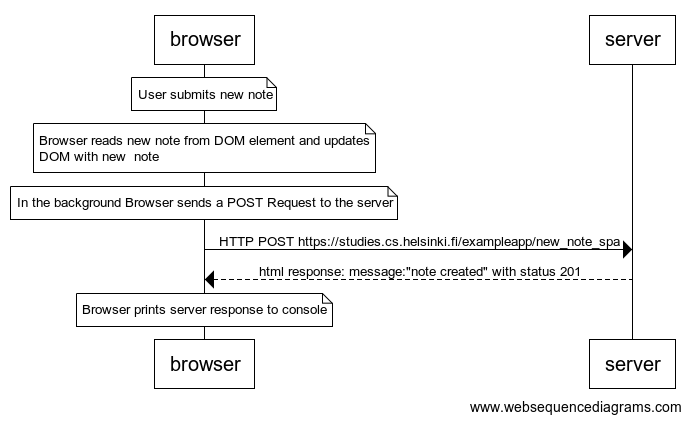 browser server
User submits new note
Browser reads new note from DOM element and updates
DOM with new  note
In the background Browser sends a POST Request to the server
HTTP POST https://studies.cs.helsinki.fi/exampleapp/new_note_spa
html response: message:"note created" with status 201
Browser prints server response to console
browser server
www.websequencediagrams.com